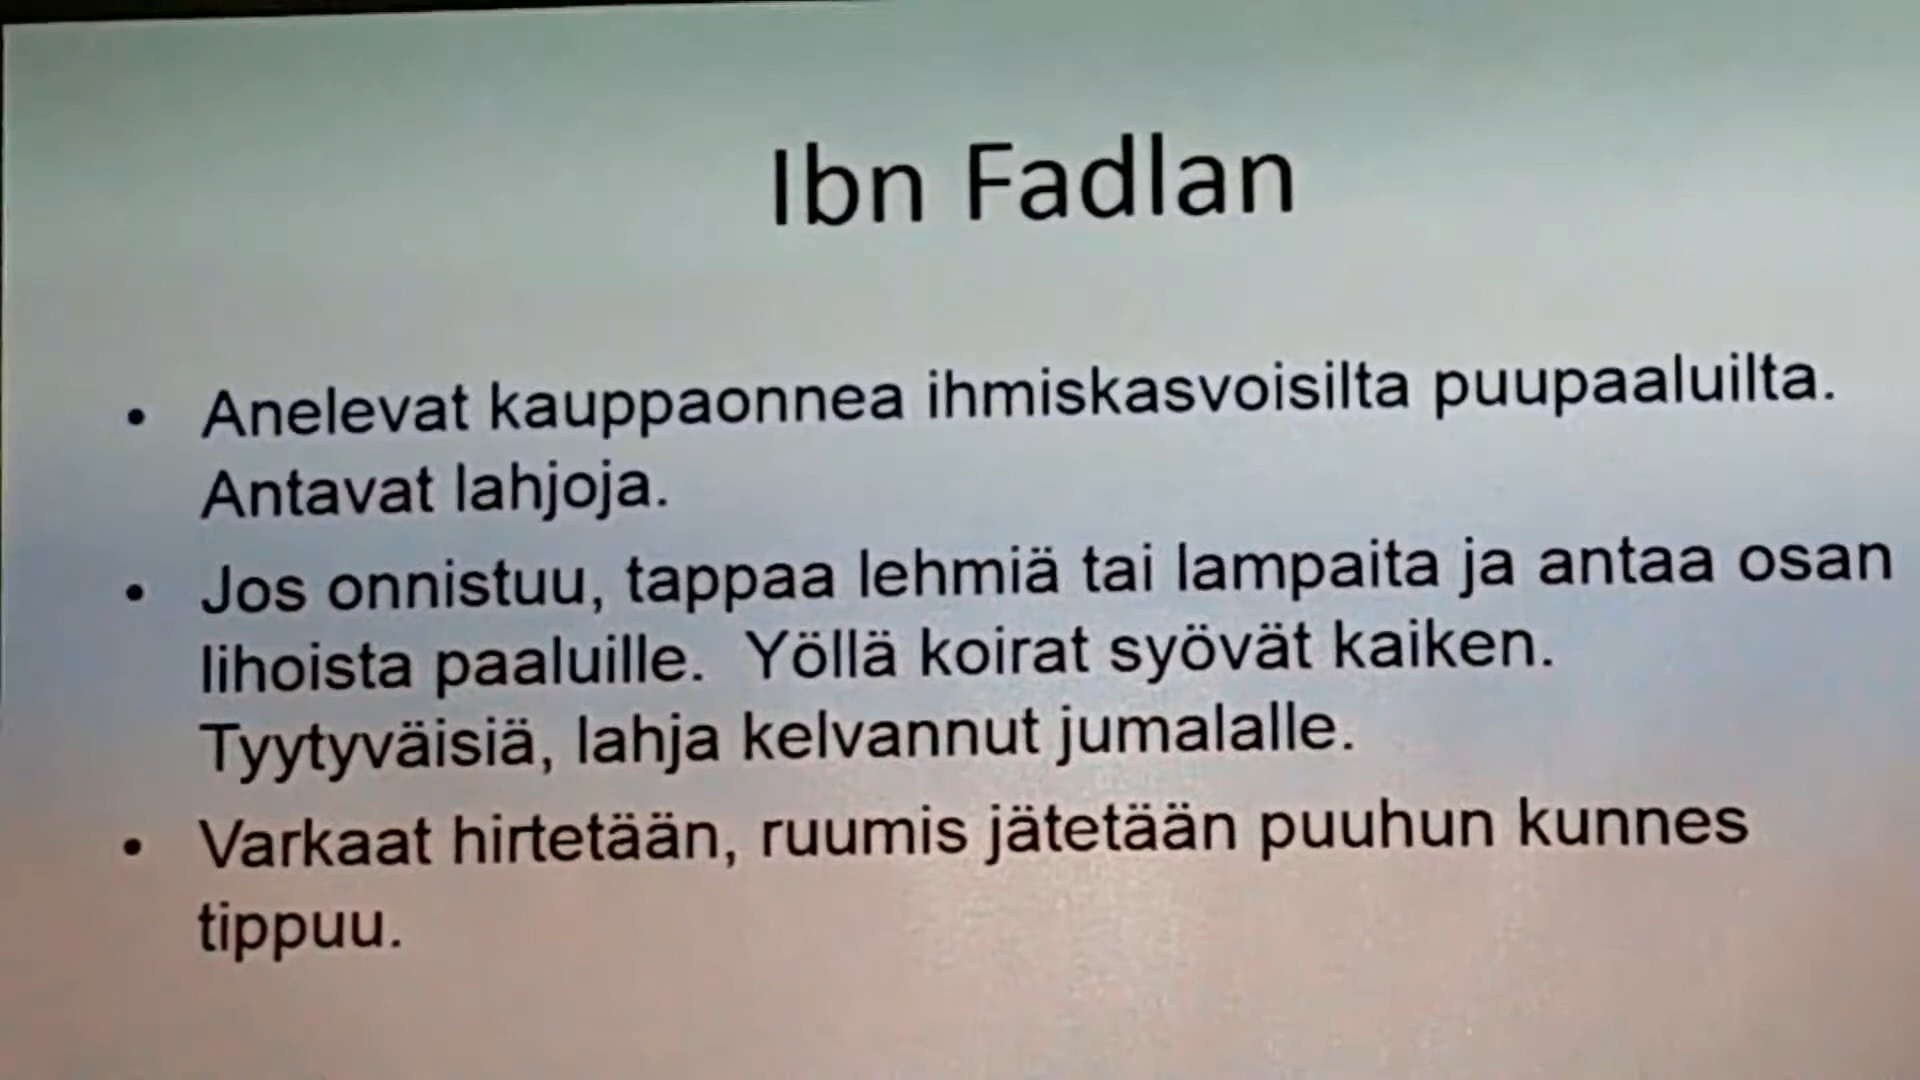 Ibn Fadlan
• Anelevat kauppaonnea ihmiskasvoisilta puupaaluilta.
Antavat lahjoja.
• Jos onnistuu, tappaa lehmiä tai lampaita ja antaa osan
lihoista paaluille. Yöllä koirat syövät kaiken.
Tyytyväisiä, lahja kelvannut jumalalle.
• Varkaat hirtetään, ruumis jätetään puuhun kunnes
tippuu.